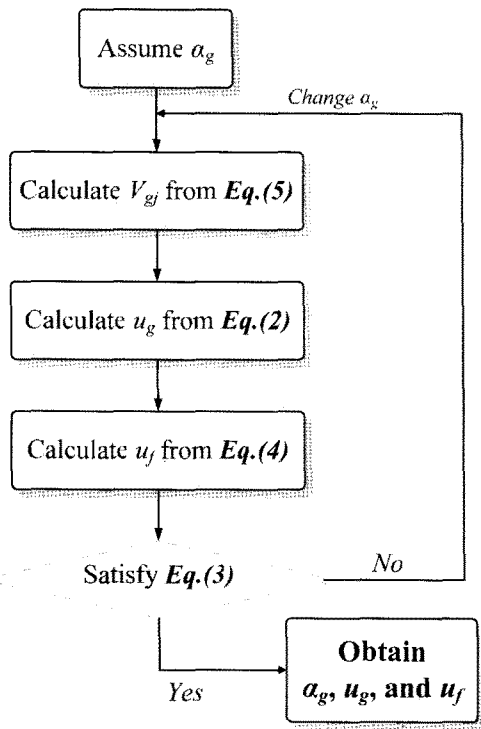 Assume α_g
Change α_g
Calculate V_gj from Eq.(5)
Calculate u_g from Eq.(2)
Calculate u_f from Eq.(4)
Satisfy Eq.(3)
No
Yes
Obtain
α_g, u_g, and u_f